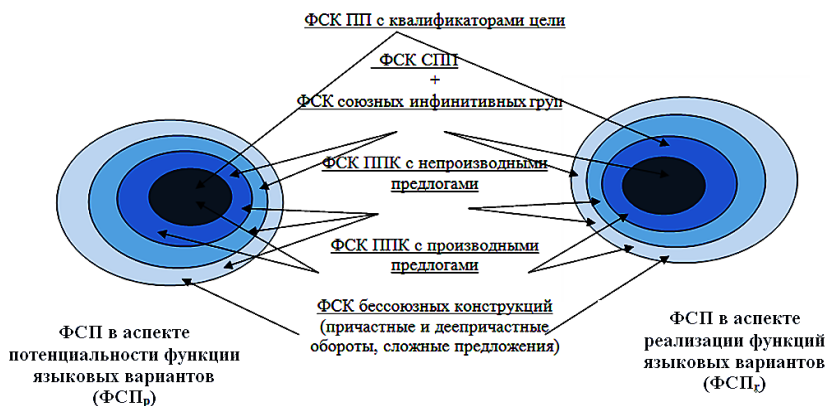 ФСК ПП с квалификаторами цели
ФСК СПП
+
ФСК союзных инфинитивных груп
ФСК ППК с непроизводными
предлогами
ФСК ППК с производными
предлогами
ФСК бессоюзных конструкций
(причастные и деепричастные
обороты, сложные предложения)
ФСП в аспекте
потенциальности функции
языковых вариантов
(ФСПр)
ФСП в аспекте
реализации функций
языковых вариантов
(ФСПr)